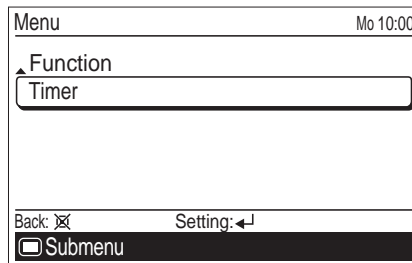 Menu Mo 10:00
Function
Timer
Back: Setting:
Submenu